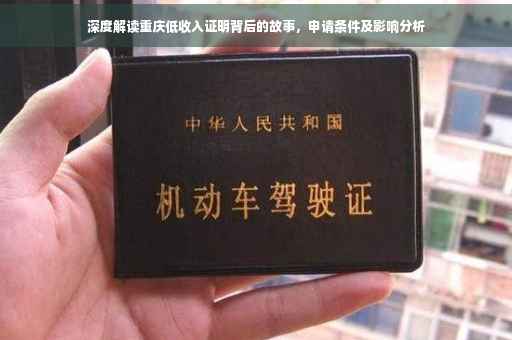 深度解读重庆低收入证明背后的故事，申请条件及影响分析
中华人民共和国
机动车驾驶证